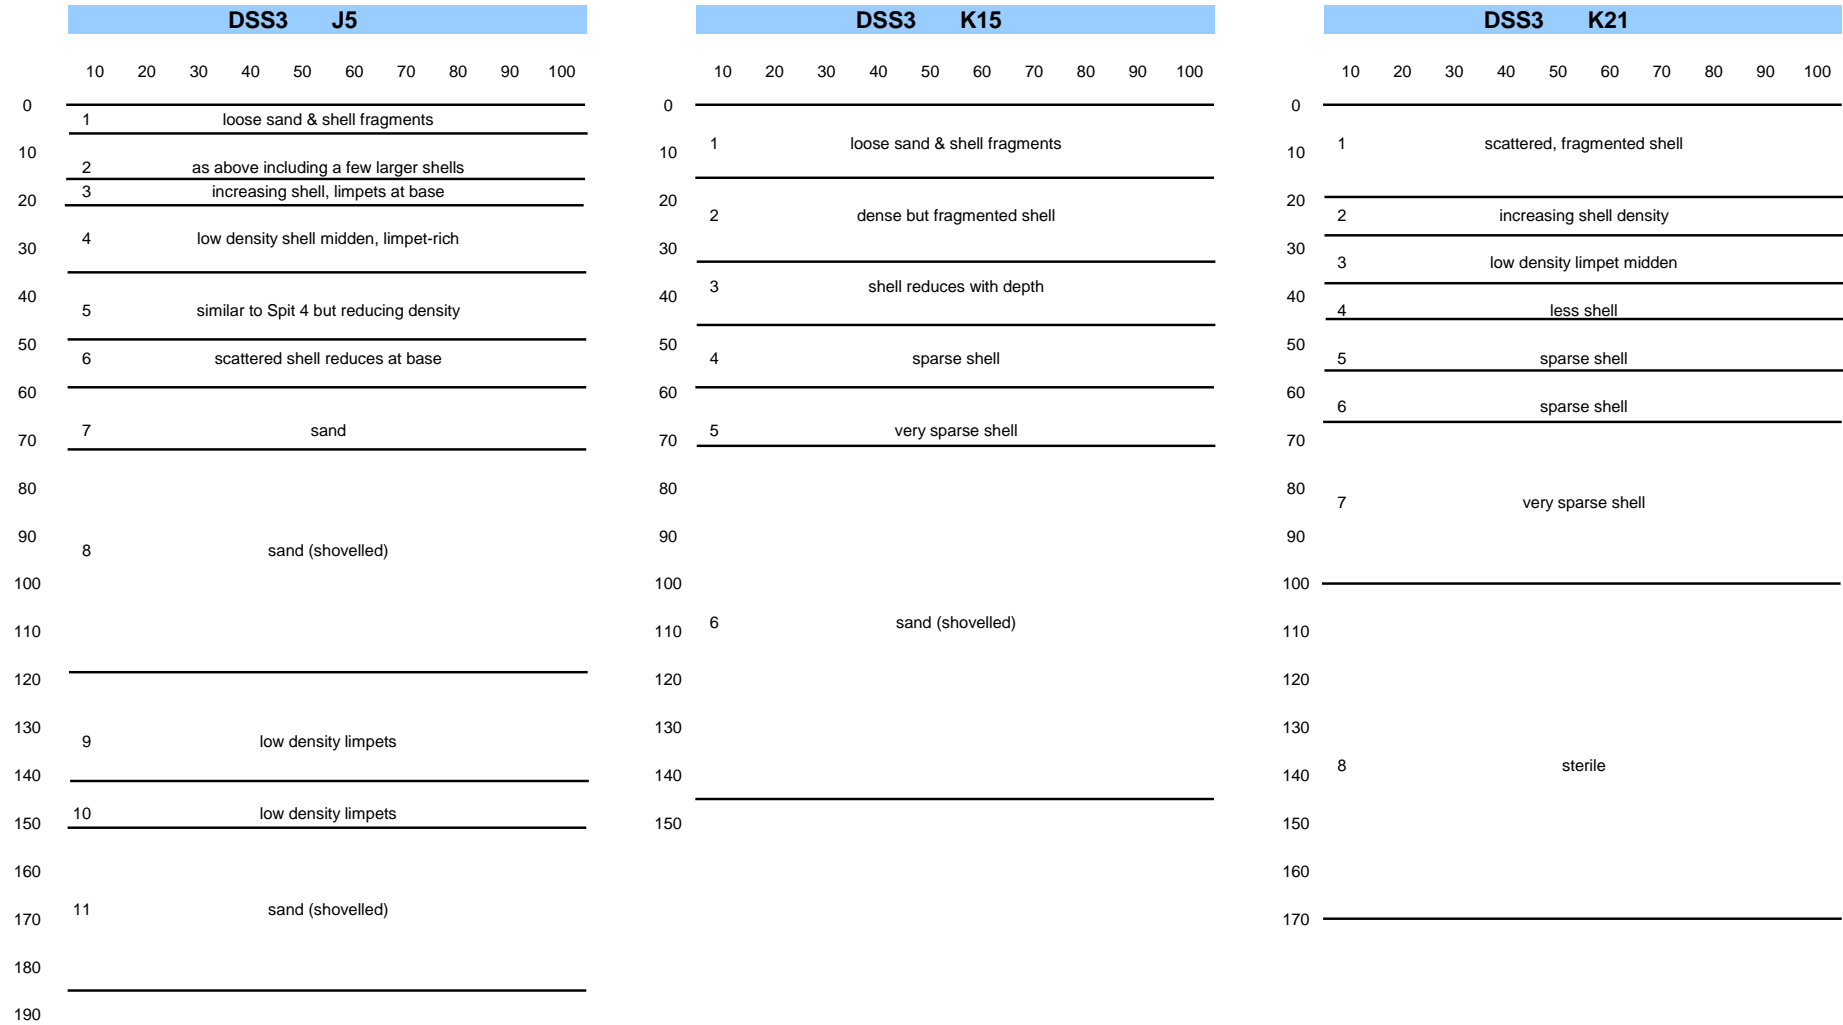 DSS3 J5
10 20 30 40 50 60 70 80 90 100
0
1 loose sand & shell fragments
10
2 as above including a few larger shells
3 increasing shell, limpets at base
20
4 low density shell midden, limpet-rich
30
40
5 similar to Spit 4 but reducing density
50
6 scattered shell reduces at base
60
7 sand
70
80
90
8 sand (shovelled)
100
110
120
130
9 low density limpets
140
10 low density limpets
150
160
11 sand (shovelled)
170
180
190
DSS3 K15
10 20 30 40 50 60 70 80 90 100
0
1 loose sand & shell fragments
10
20
2 dense but fragmented shell
30
3 shell reduces with depth
40
50
4 sparse shell
60
5 very sparse shell
70
80
90
100
6 sand (shovelled)
110
120
130
140
150
DSS3 K21
10 20 30 40 50 60 70 80 90 100
0
1 scattered, fragmented shell
10
20
2 increasing shell density
30
3 low density limpet midden
40
4 less shell
50
5 sparse shell
60
6 sparse shell
70
80
7 very sparse shell
90
100
110
120
130
8 sterile
140
150
160
170